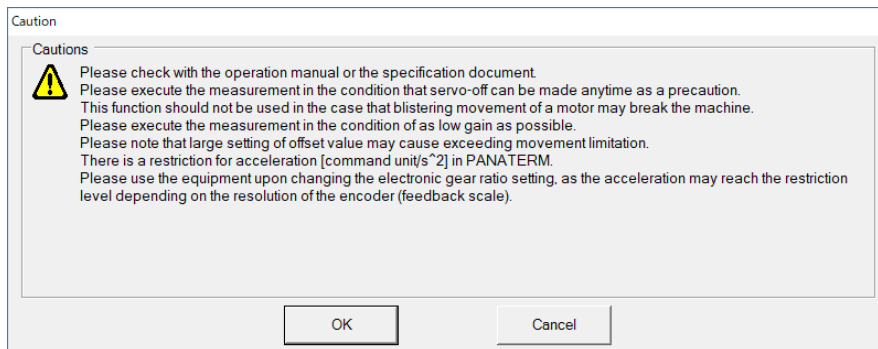 Caution
Cautions
Please check with the operation manual or the specification document.
Please execute the measurement in the condition that servo-off can be made anytime as a precaution.
This function should not be used in the case that blistering movement of a motor may break the machine.
Please execute the measurement in the condition of as low gain as possible.
Please note that large setting of offset value may cause exceeding movement limitation.
There is a restriction for acceleration [command unit/s^2] in PANATERM.
Please use the equipment upon changing the electronic gear ratio setting, as the acceleration may reach the restriction
level depending on the resolution of the encoder (feedback scale).
OK
Cancel